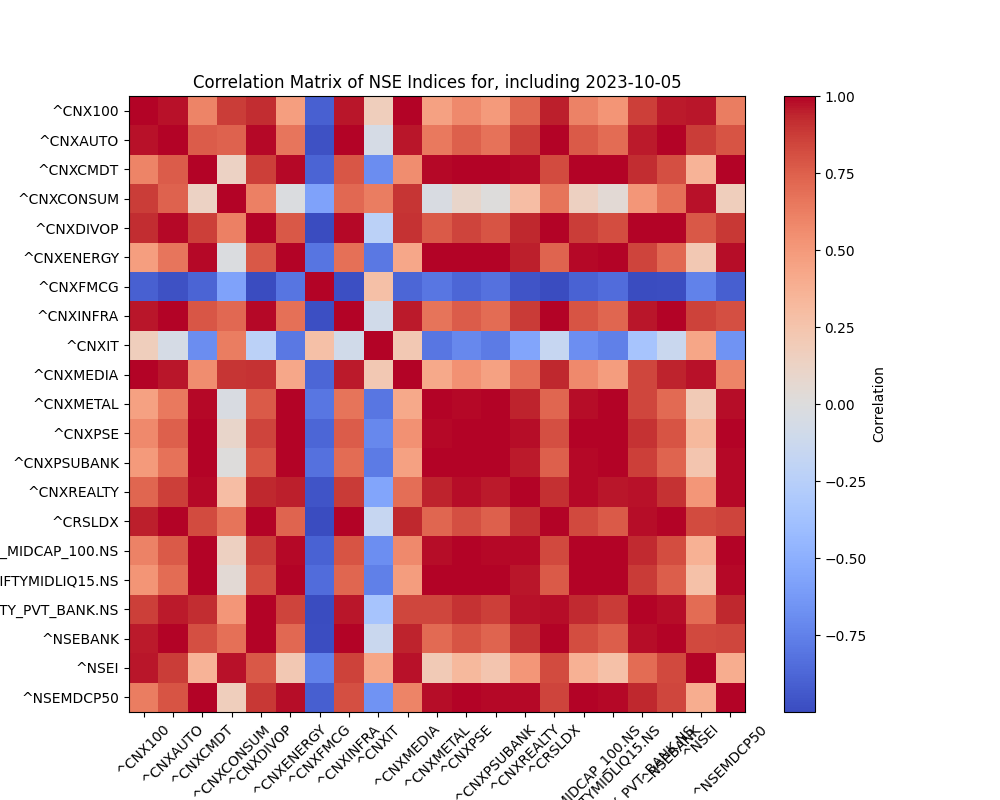 Correlation Matrix of NSE Indices for, including 2023-10-05
^CNX100
^CNXAUTO
^CNXCMDT
^CNXCONSUM
^CNXDIVOP
^CNXENERGY
^CNXFMCG
^CNXINFRA
^CNXIT
^CNXMEDIA
^CNXMETAL
^CNXPSE
^CNXPSUBANK
^CNXREALTY
^CRSLDX
_MIDCAP_100.NS
IFTYMIDLIQ15.NS
TY_PVT_BANK.NS
^NSEBANK
^NSEI
^NSEMDCP50
^CNX100
^CNXAUTO
^CNXCMDT
^CNXCONSUM
^CNXDIVOP
^CNXENERGY
^CNXFMCG
^CNXINFRA
^CNXIT
^CNXMEDIA
^CNXMETAL
^CNXPSE
^CNXPSUBANK
^CNXREALTY
^CRSLDX
MIDCAP_100.NS
TYMIDLIQ15.NS
PVT_BANK.NS
^NSEBANK
^NSEI
^NSEMDCP50
1.00
0.75
0.50
0.25
0.00
−0.25
−0.50
−0.75
Correlation